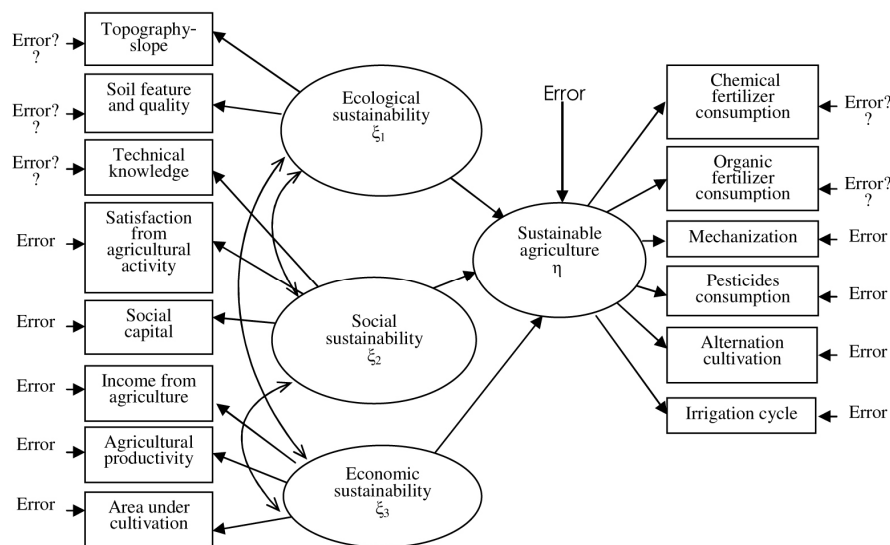 Error?
?
Topography-
slope
Error?
?
Soil feature
and quality
Error?
?
Technical
knowledge
Error
Satisfaction
from
agricultural
activity
Error
Social
capital
Error
Income from
agriculture
Error
Agricultural
productivity
Error
Area under
cultivation
Ecological
sustainability
ξ1
Social
sustainability
ξ2
Economic
sustainability
ξ3
Error
Sustainable
agriculture
η
Chemical
fertilizer
consumption
Error?
?
Organic
fertilizer
consumption
Error?
?
Mechanization
Error
Pesticides
consumption
Error
Alternation
cultivation
Error
Irrigation cycle
Error